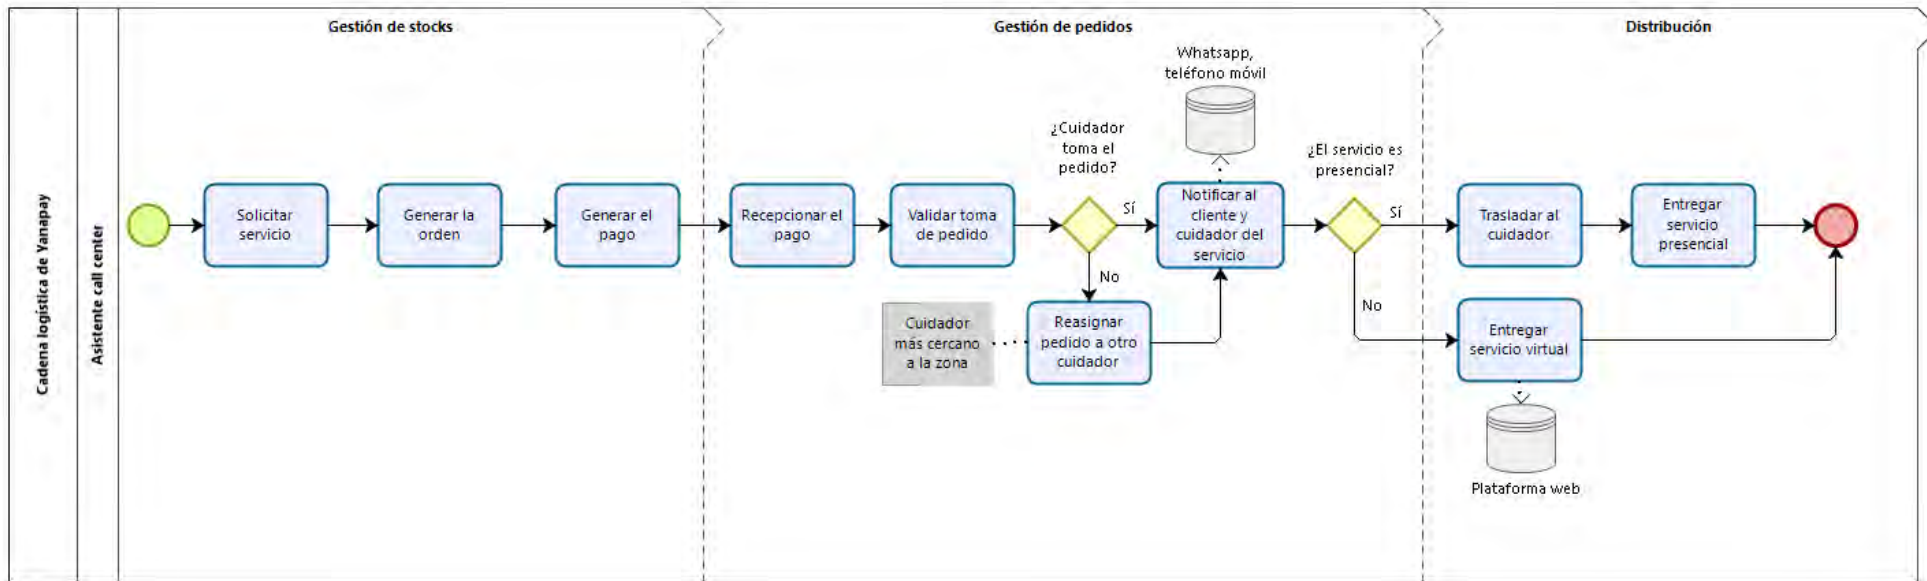 Gestión de stocks
Gestión de pedidos
Distribución
Cadena logística de Yanapay
Asistente call center
Solicitar
servicio
Generar la
orden
Generar el
pago
Recepcionar el
pago
Validar toma
de pedido
¿Cuidador
toma el
pedido?
Sí
No
Cuidador
más cercano
a la zona
Reasignar
pedido a otro
cuidador
Whatsapp,
teléfono móvil
Notificar al
cliente y
cuidador del
servicio
¿El servicio es
presencial?
Sí
No
Trasladar al
cuidador
Entregar
servicio
presencial
Entregar
servicio virtual
Plataforma web